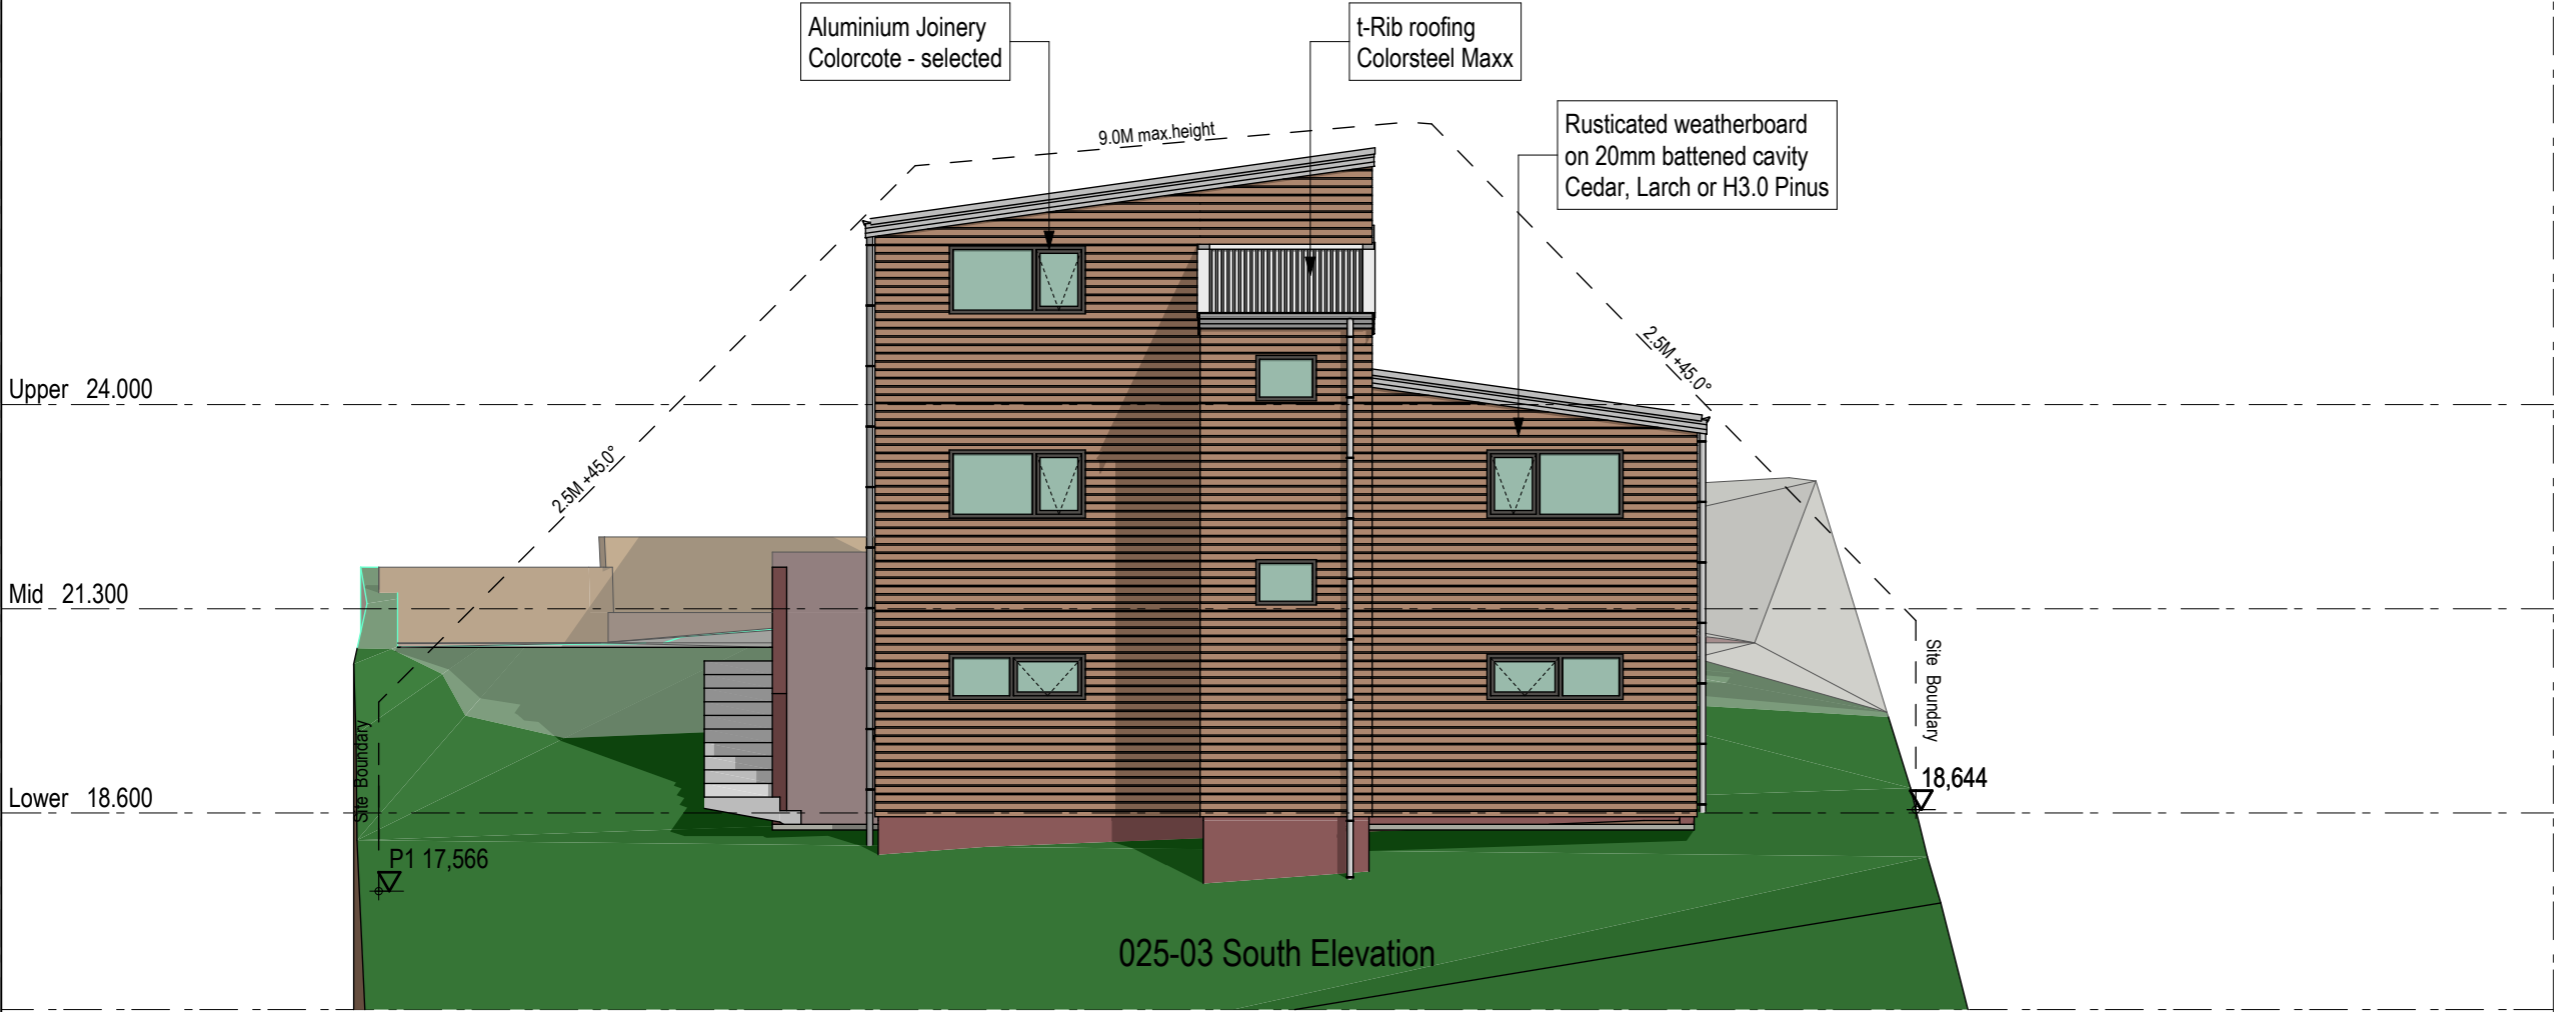 Aluminium Joinery
Colorcote - selected
t-Rib roofing
Colorsteel Maxx
Rusticated weatherboard
on 20mm battened cavity
Cedar, Larch or H3.0 Pinus
9.0M max.height
2.5M +45.0°
Upper 24.000
2.5M +45.0°
Mid 21.300
Site Boundary
Site Boundary
18,644
Lower 18.600
P1 17,566
025-03 South Elevation